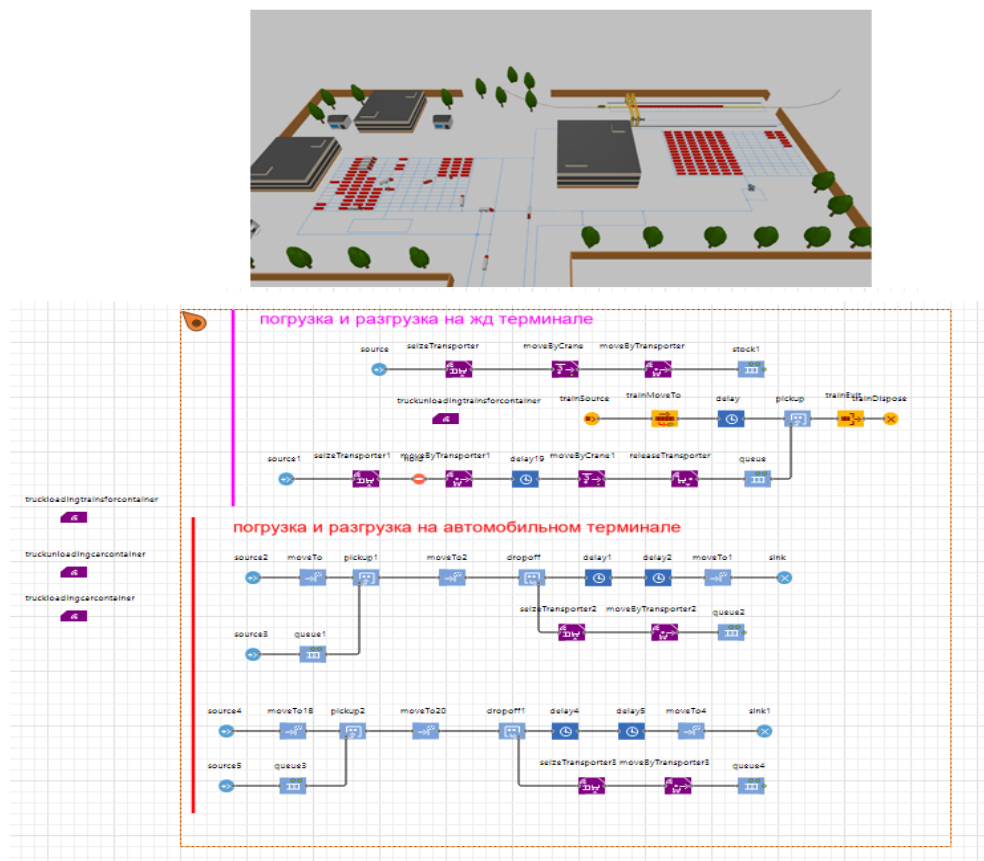 погрузка и разгрузка на жд терминале
source
seizeTransporter
moveByCrane
moveByTransporter
stock1
truckunloadingtrainsforcontainer
trainSource
trainMoveTo
delay
pickup
trainExit
trainDispose
source1
seizeTransporter1
hold
moveByTransporter1
delay19
moveByCrane1
releaseTransporter
queue
truckloadingtrainsforcontainer
погрузка и разгрузка на автомобильном терминале
truckunloadingcarcontainer
source2
moveTo
pickup1
moveTo2
dropoff
delay1
delay2
moveTo1
sink
truckloadingcarcontainer
seizeTransporter2
moveByTransporter2
queue2
source3
queue1
source4
moveTo18
pickup2
moveTo20
dropoff1
delay4
delay5
moveTo4
sink1
source5
queue3
seizeTransporter3
moveByTransporter3
queue4